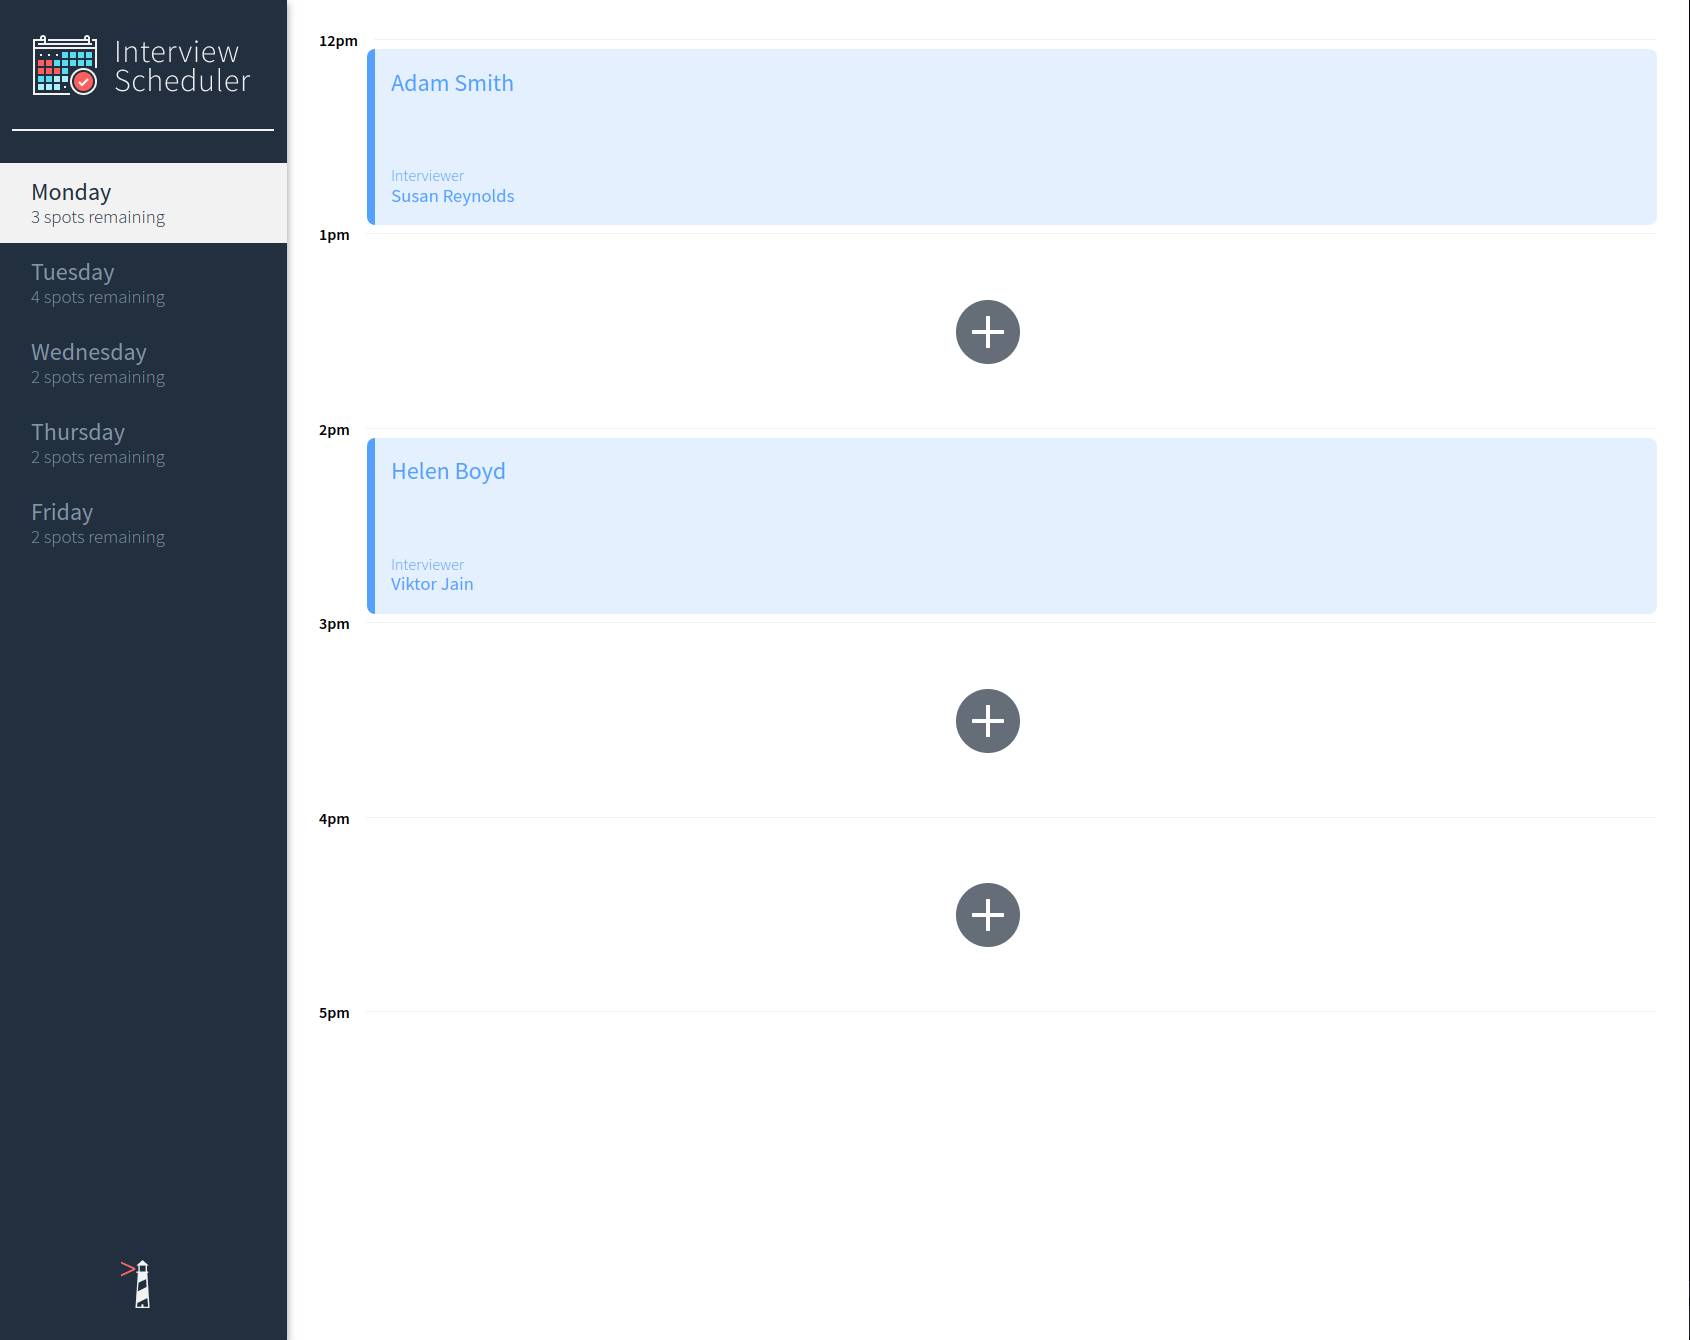 Interview
Scheduler
Monday
3 spots remaining
Tuesday
4 spots remaining
Wednesday
2 spots remaining
Thursday
2 spots remaining
Friday
2 spots remaining
12pm
Adam Smith
Interviewer
Susan Reynolds
1pm
2pm
Helen Boyd
Interviewer
Viktor Jain
3pm
4pm
5pm